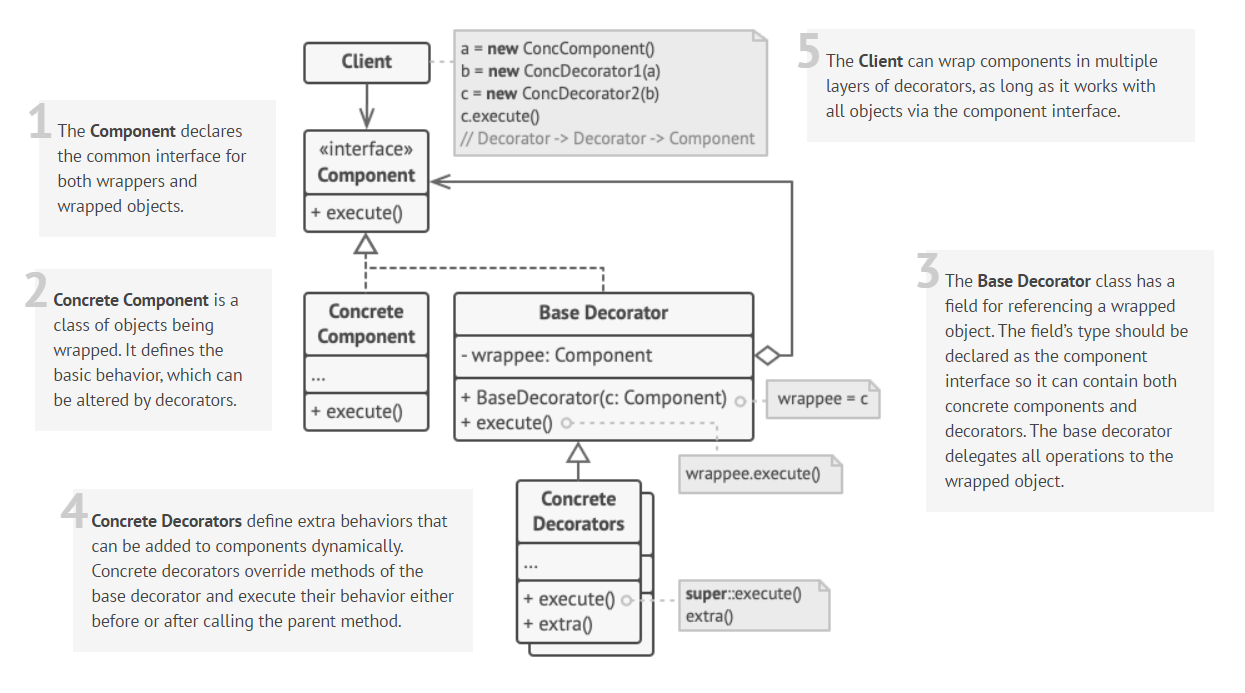 Client
a = new ConcComponent()
b = new ConcDecorator1(a)
c = new ConcDecorator2(b)
c.execute()
// Decorator -> Decorator -> Component
5
The Client can wrap components in multiple
layers of decorators, as long as it works with
all objects via the component interface.
1
The Component declares
the common interface for
both wrappers and
wrapped objects.
«interface»
Component
+ execute()
2
Concrete Component is a
class of objects being
wrapped. It defines the
basic behavior, which can
be altered by decorators.
Concrete
Component
...
+ execute()
Base Decorator
- wrappee: Component
+ BaseDecorator(c: Component)
+ execute()
wrappee = c
wrappee.execute()
3
The Base Decorator class has a
field for referencing a wrapped
object. The field’s type should be
declared as the component
interface so it can contain both
concrete components and
decorators. The base decorator
delegates all operations to the
wrapped object.
4
Concrete Decorators define extra behaviors that
can be added to components dynamically.
Concrete decorators override methods of the
base decorator and execute their behavior either
before or after calling the parent method.
Concrete
Decorators
...
+ execute()
+ extra()
super::execute()
extra()